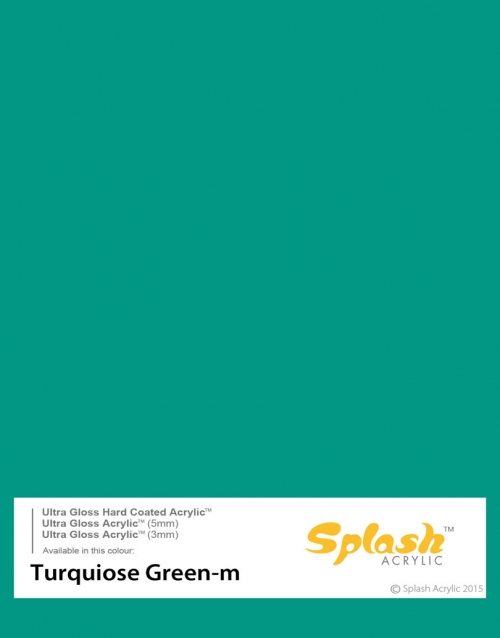 Ultra Gloss Hard Coated Acrylic™
Ultra Gloss Acrylic™ (5mm)
Ultra Gloss Acrylic™ (3mm)
Available in this colour:
Turquiose Green-m
Splash™
ACRYLIC
© Splash Acrylic 2015